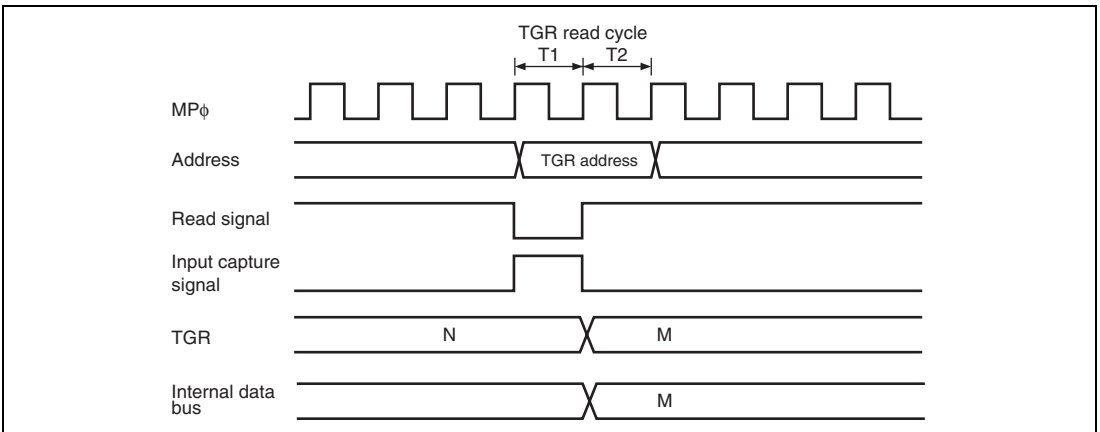 TGR read cycle
T1 T2
MPϕ
Address
TGR address
Read signal
Input capture
signal
TGR
N
M
Internal data
bus
M